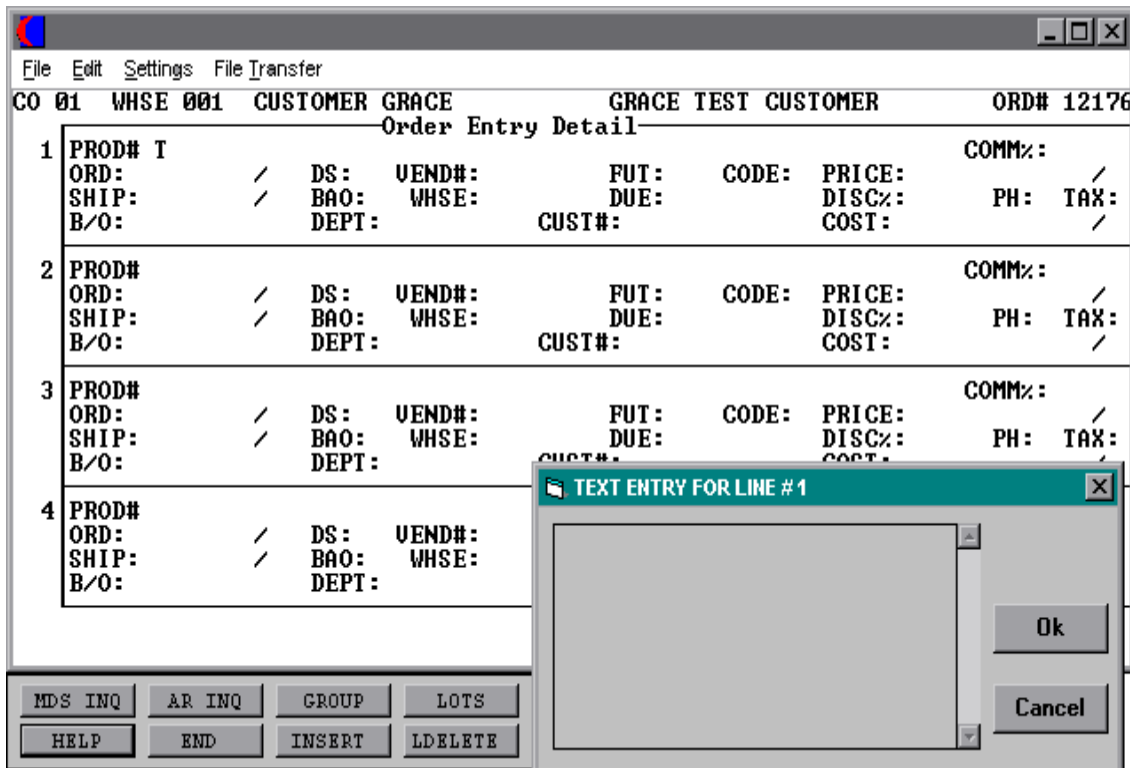 File Edit Settings File Transfer
CO 01 WHSE 001 CUSTOMER GRACE GRACE TEST CUSTOMER ORD# 12176
Order Entry Detail
1 PROD# T COMM%:
ORD: / DS: VEND#: FUT: CODE: PRICE: /
SHIP: / BAO: WHSE: DUE: DISC%: PH: TAX:
B/O: DEPT: CUST#: COST: /
2 PROD# COMM%:
ORD: / DS: VEND#: FUT: CODE: PRICE: /
SHIP: / BAO: WHSE: DUE: DISC%: PH: TAX:
B/O: DEPT: CUST#: COST: /
3 PROD# COMM%:
ORD: / DS: VEND#: FUT: CODE: PRICE: /
SHIP: / BAO: WHSE: DUE: DISC%: PH: TAX:
B/O: DEPT: CUST#: COST: /
4 PROD#
ORD: / DS: VEND#:
SHIP: / BAO: WHSE:
B/O: DEPT:
TEXT ENTRY FOR LINE #1
Ok
Cancel
MDS INQ AR INQ GROUP LOTS
HELP END INSERT LDELETE